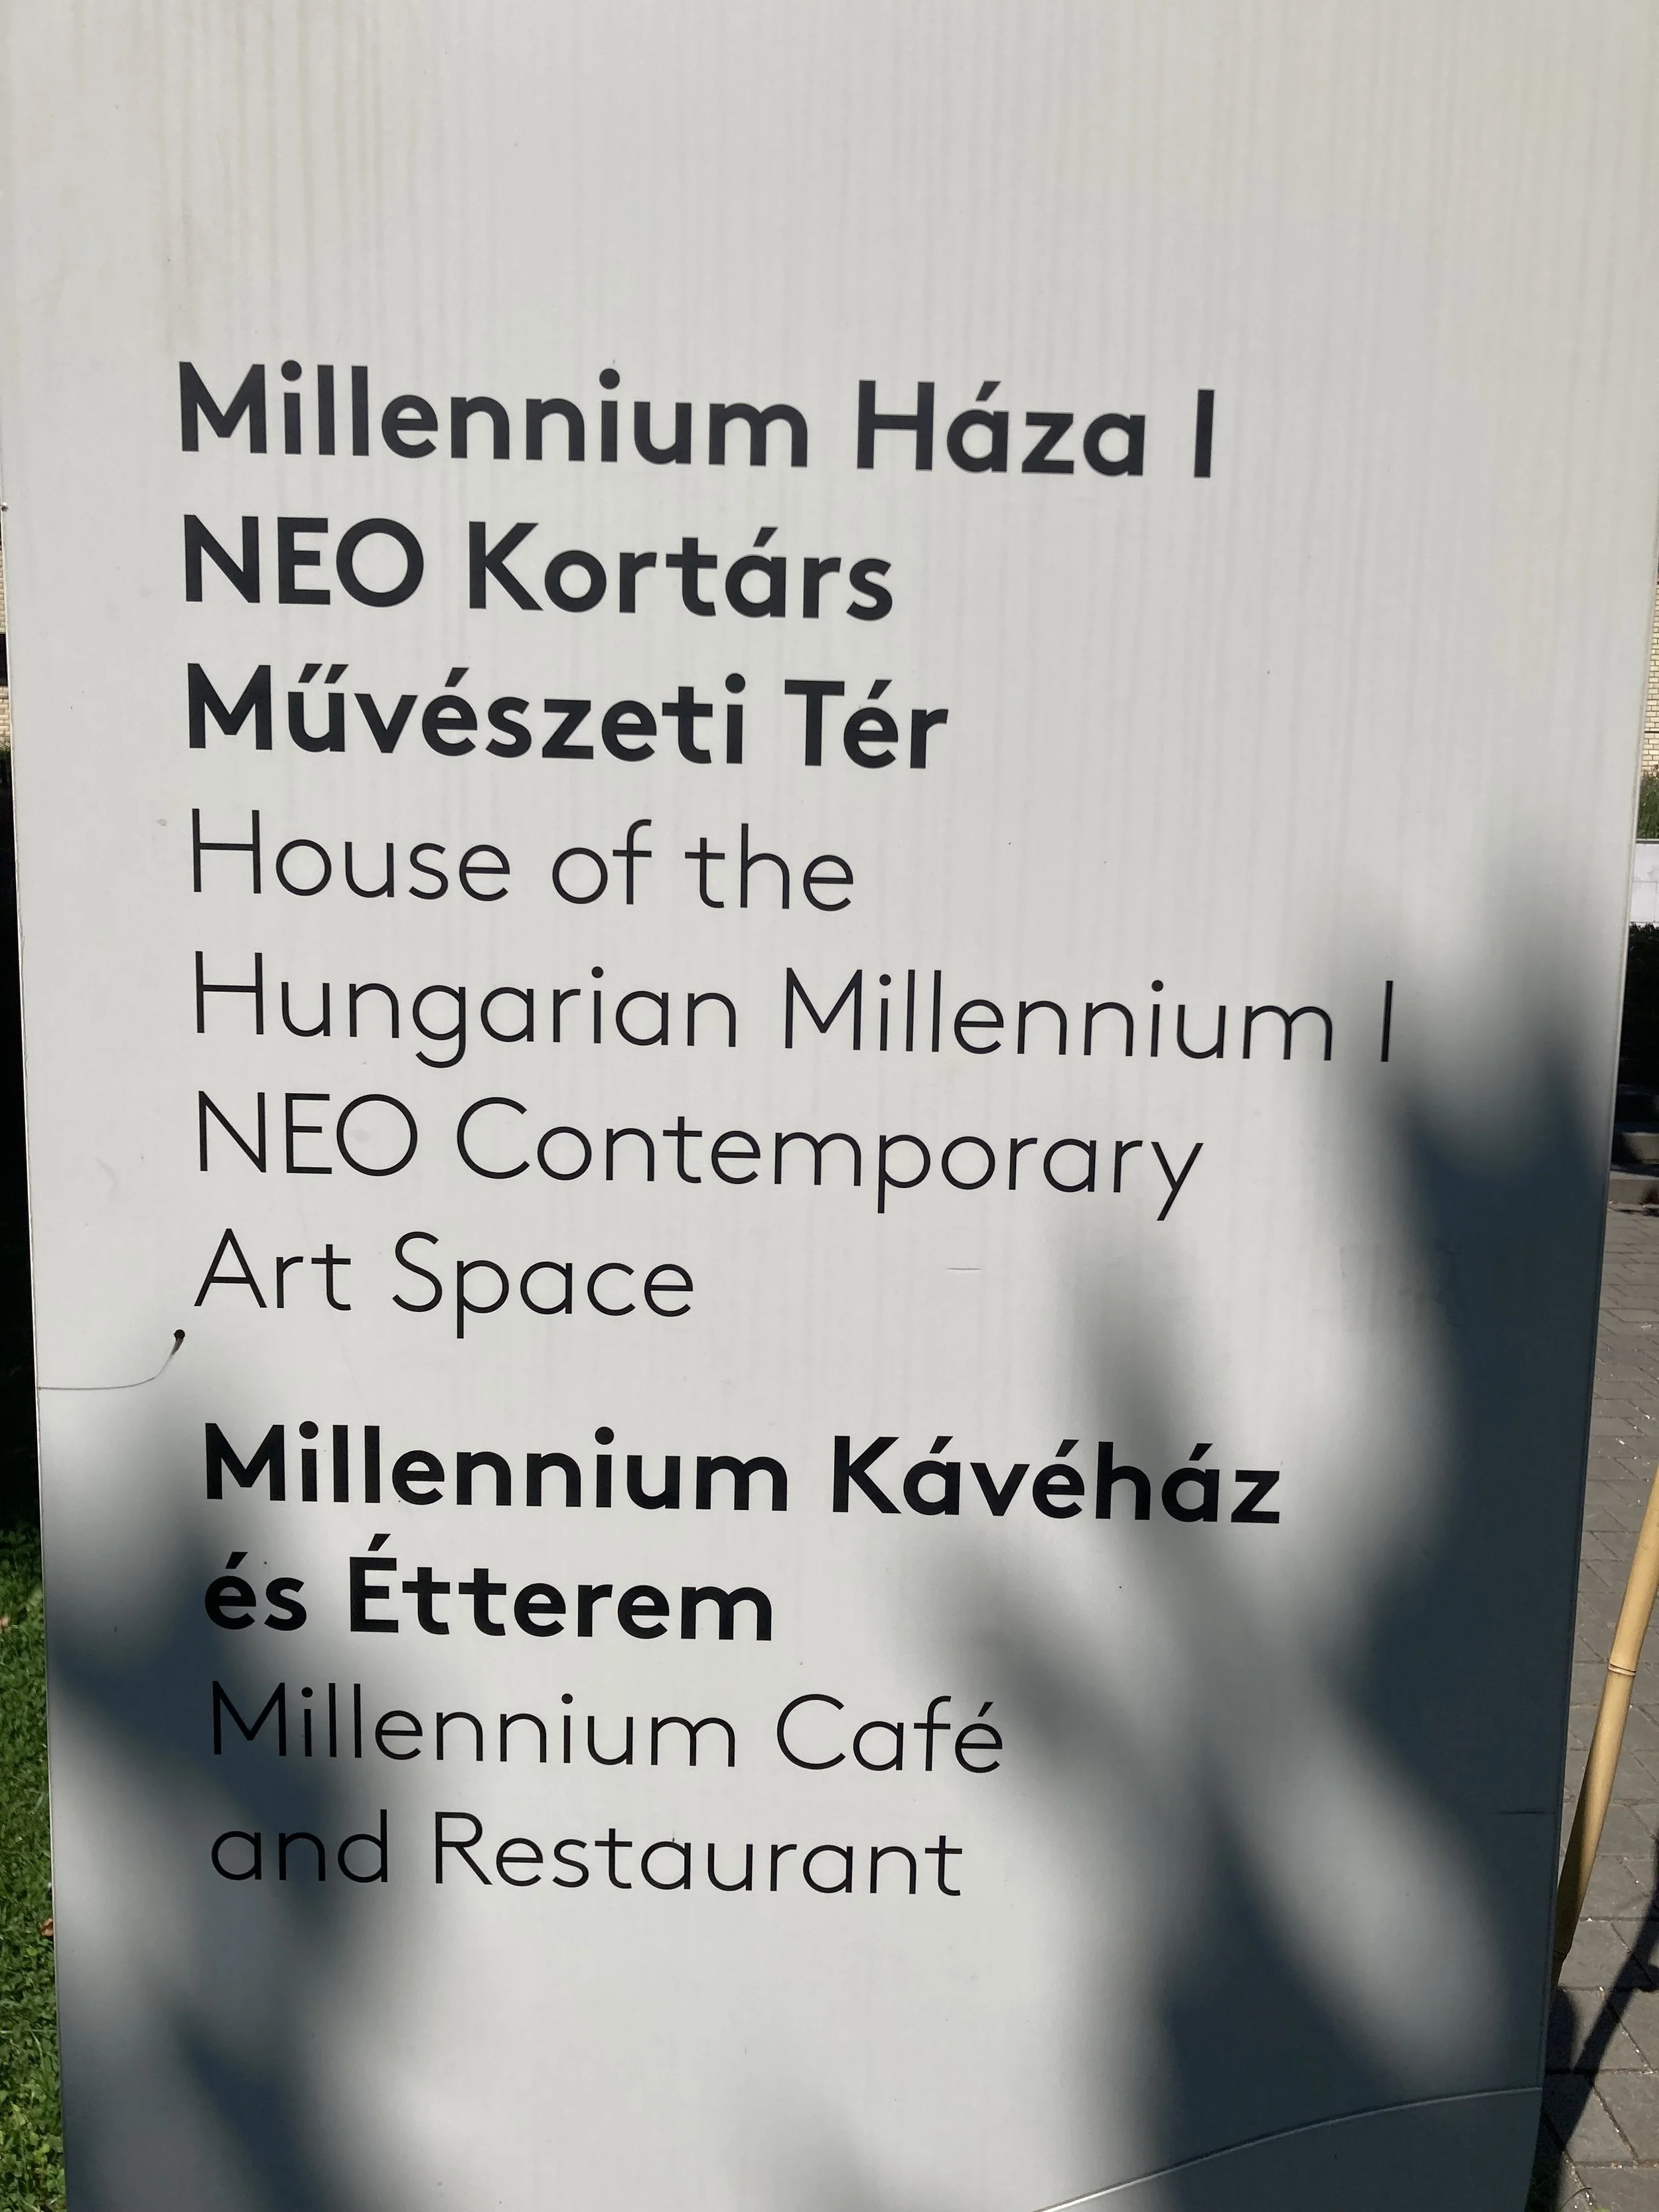 Millennium Háza |
NEO Kortárs
Művészeti Tér
House of the
Hungarian Millennium |
NEO Contemporary
Art Space
Millennium Kávéház
és Étterem
Millennium Café
and Restaurant